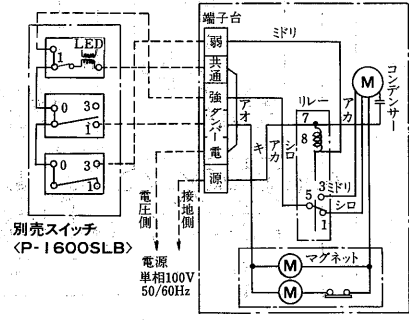 端子台
弱
共通
強
ダンパー
電
源
ミドリ
LED
1
0
3
1
0
3
1
アオ
キ
アカ
シロ
リレー
7
8
5
3
1
ミドリ
シロ
アカ
M
コンデンサー
電圧側
接地側
別売スイッチ
〈P-1600SLB〉
電源
単相100V
50/60Hz
マグネット
M
M